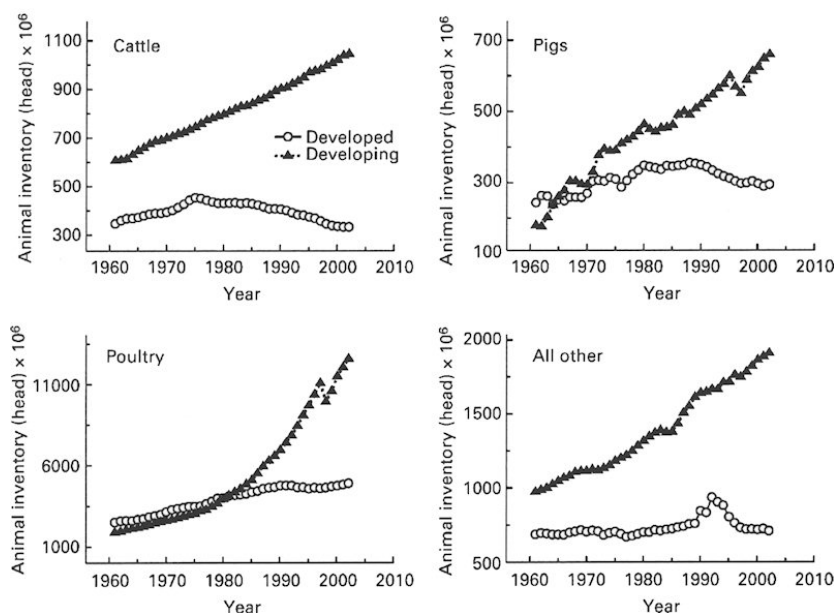 Cattle
Animal inventory (head) × 10⁶
1100
900
700
500
300
Developed
Developing
1960 1970 1980 1990 2000 2010
Year
Pigs
Animal inventory (head) × 10⁶
700
500
300
100
1960 1970 1980 1990 2000 2010
Year
Poultry
Animal inventory (head) × 10⁶
11000
6000
1000
1960 1970 1980 1990 2000 2010
Year
All other
Animal inventory (head) × 10⁶
2000
1500
1000
500
1960 1970 1980 1990 2000 2010
Year